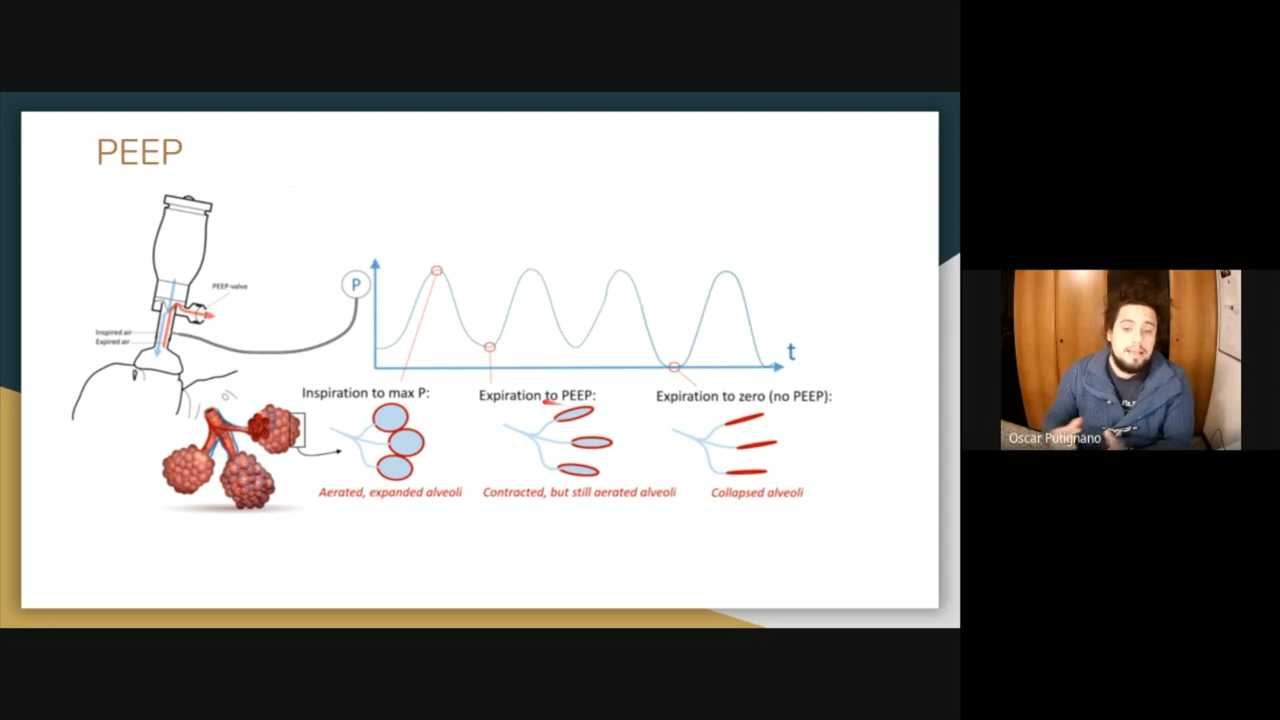 PEEP
PEEP-valve
P
Inspired air
Expired air
t
Inspiration to max P:
Expiration to PEEP:
Expiration to zero (no PEEP):
Aerated, expanded alveoli
Contracted, but still aerated alveoli
Collapsed alveoli
Oscar Putignano